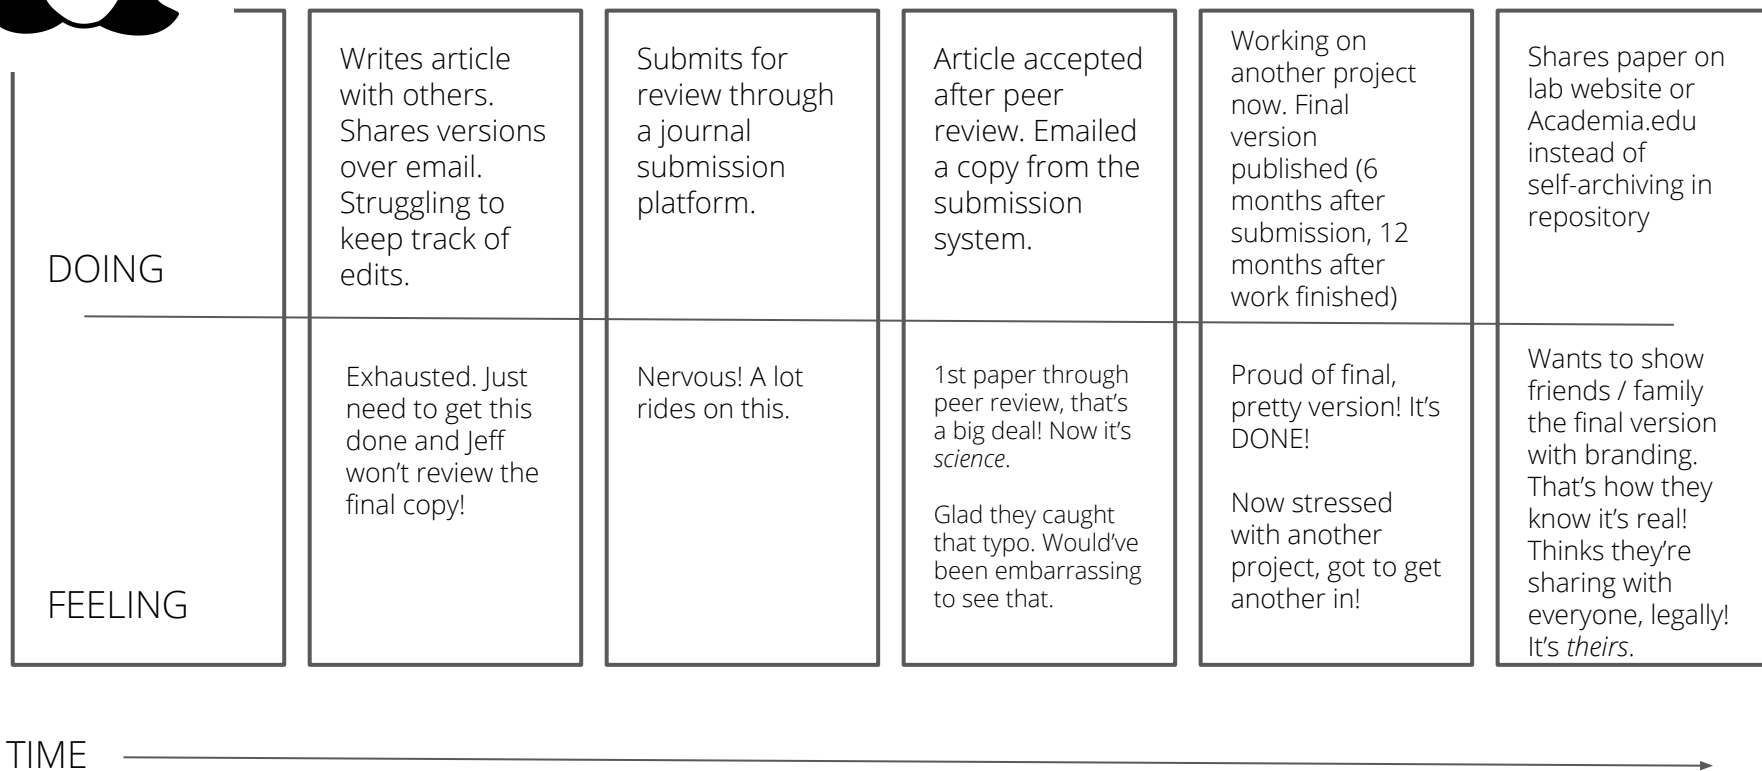 Writes article
with others.
Shares versions
over email.
Struggling to
keep track of
edits.
Submits for
review through
a journal
submission
platform.
Article accepted
after peer
review. Emailed
a copy from the
submission
system.
Working on
another project
now. Final
version
published (6
months after
submission, 12
months after
work finished)
Shares paper on
lab website or
Academia.edu
instead of
self-archiving in
repository
DOING
Exhausted. Just
need to get this
done and Jeff
won’t review the
final copy!
Nervous! A lot
rides on this.
1st paper through
peer review, that’s
a big deal! Now it’s
science.
Glad they caught
that typo. Would’ve
been embarrassing
to see that.
Proud of final,
pretty version! It’s
DONE!
Now stressed
with another
project, got to get
another in!
Wants to show
friends / family
the final version
with branding.
That’s how they
know it’s real!
Thinks they’re
sharing with
everyone, legally!
It’s theirs.
FEELING
TIME